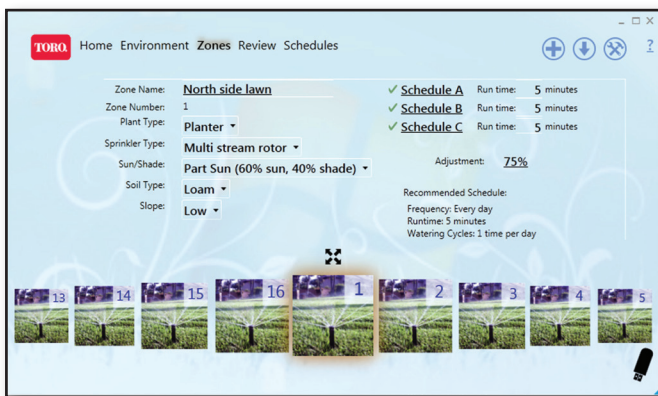 TORO Home Environment Zones Review Schedules ?
Zone Name: North side lawn
Zone Number: 1
Plant Type: Planter
Sprinkler Type: Multi stream rotor
Sun/Shade: Part Sun (60% sun, 40% shade)
Soil Type: Loam
Slope: Low
Schedule A Run time: 5 minutes
Schedule B Run time: 5 minutes
Schedule C Run time: 5 minutes
Adjustment: 75%
Recommended Schedule:
Frequency: Every day
Runtime: 5 minutes
Watering Cycles: 1 time per day
13 14 15 16 1 2 3 4 5